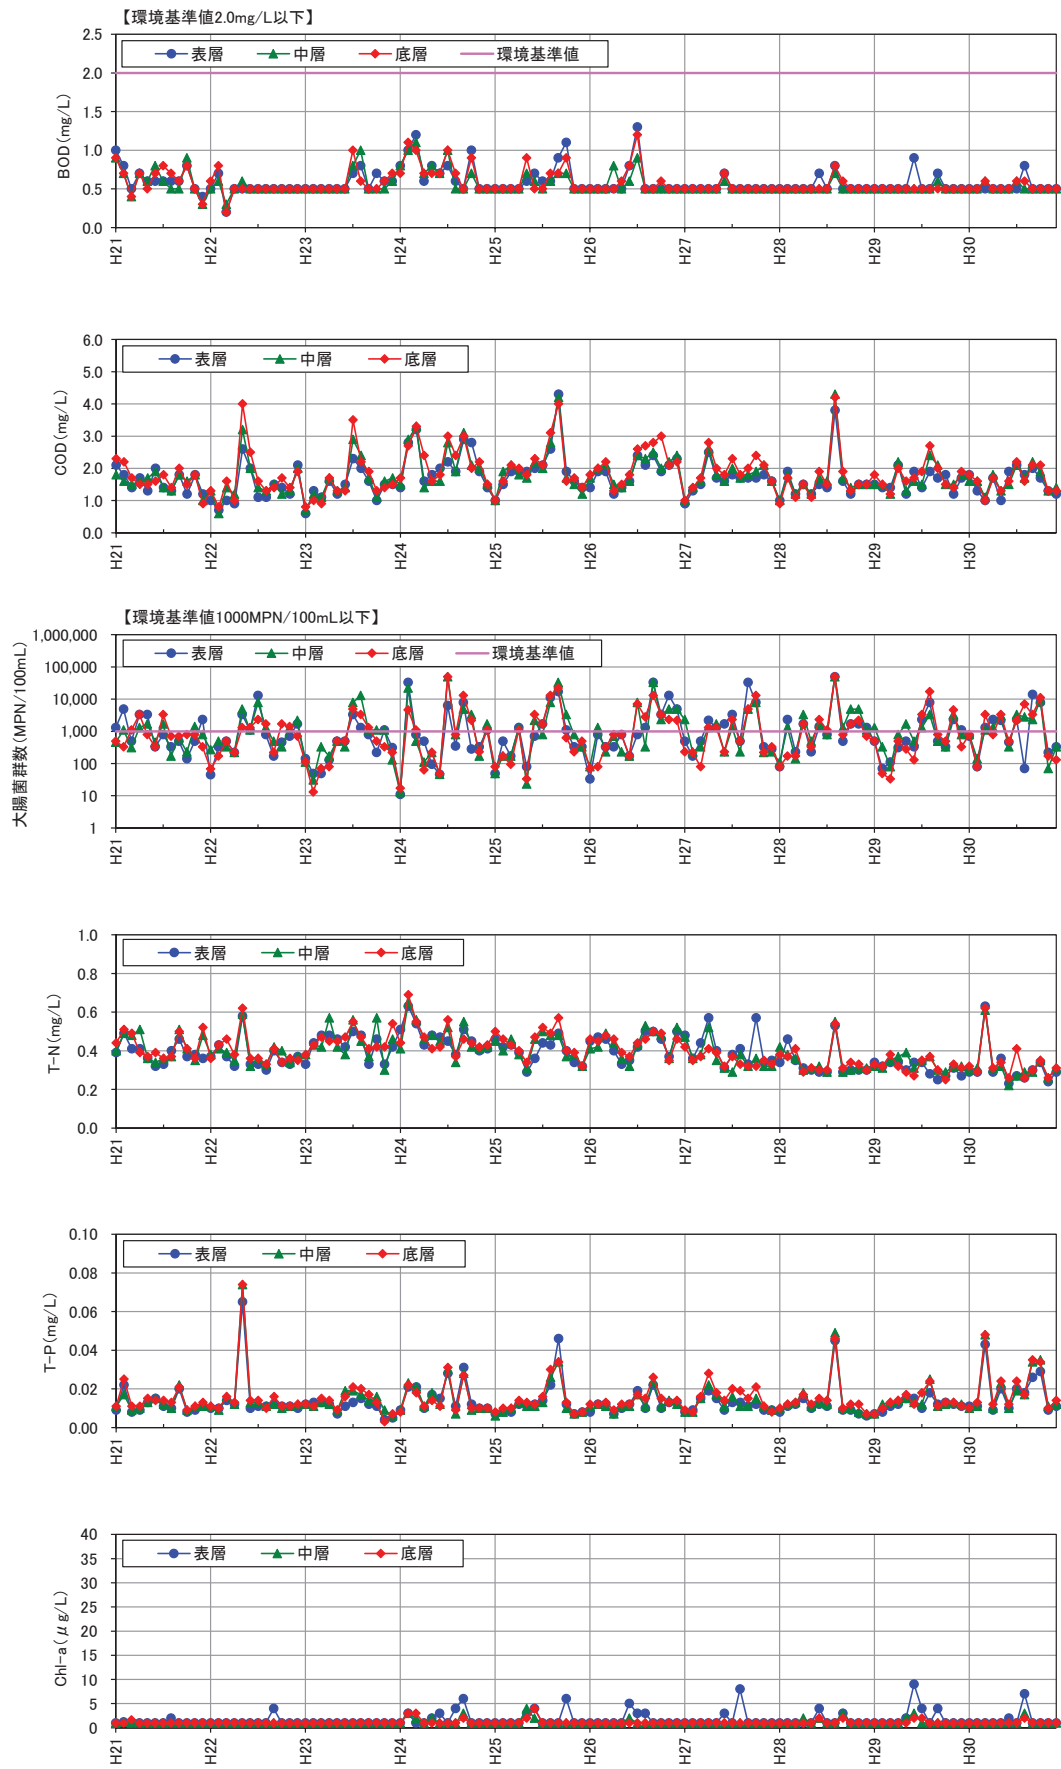 【環境基準値2.0mg/L以下】
BOD(mg/L)
2.5
2.0
1.5
1.0
0.5
0.0
表層 中層 底層 環境基準値
H21 H22 H23 H24 H25 H26 H27 H28 H29 H30
COD(mg/L)
6.0
5.0
4.0
3.0
2.0
1.0
0.0
表層 中層 底層
H21 H22 H23 H24 H25 H26 H27 H28 H29 H30
【環境基準値1000MPN/100mL以下】
大腸菌群数(MPN/100mL)
1,000,000
100,000
10,000
1,000
100
10
1
表層 中層 底層 環境基準値
H21 H22 H23 H24 H25 H26 H27 H28 H29 H30
T-N(mg/L)
1.0
0.8
0.6
0.4
0.2
0.0
表層 中層 底層
H21 H22 H23 H24 H25 H26 H27 H28 H29 H30
T-P(mg/L)
0.10
0.08
0.06
0.04
0.02
0.00
表層 中層 底層
H21 H22 H23 H24 H25 H26 H27 H28 H29 H30
Chl-a(μg/L)
40
35
30
25
20
15
10
5
0
表層 中層 底層
H21 H22 H23 H24 H25 H26 H27 H28 H29 H30